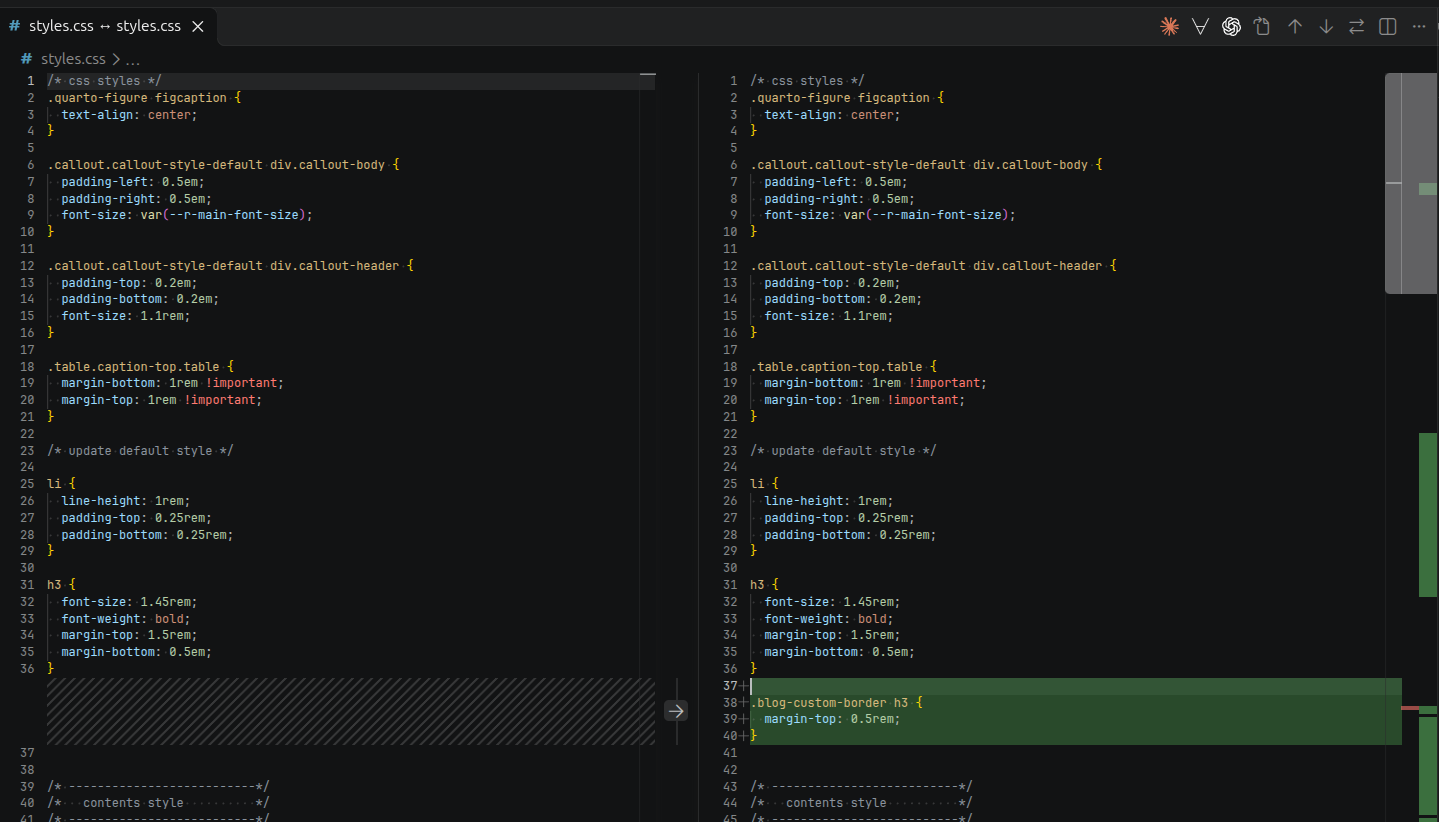 # styles.css ↔ styles.css ×
# styles.css > ...
1 /* css styles */
2 .quarto-figure figcaption {
3   text-align: center;
4 }
5
6 .callout.callout-style-default div.callout-body {
7   padding-left: 0.5em;
8   padding-right: 0.5em;
9   font-size: var(--r-main-font-size);
10 }
11
12 .callout.callout-style-default div.callout-header {
13   padding-top: 0.2em;
14   padding-bottom: 0.2em;
15   font-size: 1.1rem;
16 }
17
18 .table.caption-top.table {
19   margin-bottom: 1rem !important;
20   margin-top: 1rem !important;
21 }
22
23 /* update default style */
24
25 li {
26   line-height: 1rem;
27   padding-top: 0.25rem;
28   padding-bottom: 0.25rem;
29 }
30
31 h3 {
32   font-size: 1.45rem;
33   font-weight: bold;
34   margin-top: 1.5rem;
35   margin-bottom: 0.5em;
36 }
37
38
39 /* --------------------------*/
40 /*   contents style          */
41 /* --------------------------*/
1 /* css styles */
2 .quarto-figure figcaption {
3   text-align: center;
4 }
5
6 .callout.callout-style-default div.callout-body {
7   padding-left: 0.5em;
8   padding-right: 0.5em;
9   font-size: var(--r-main-font-size);
10 }
11
12 .callout.callout-style-default div.callout-header {
13   padding-top: 0.2em;
14   padding-bottom: 0.2em;
15   font-size: 1.1rem;
16 }
17
18 .table.caption-top.table {
19   margin-bottom: 1rem !important;
20   margin-top: 1rem !important;
21 }
22
23 /* update default style */
24
25 li {
26   line-height: 1rem;
27   padding-top: 0.25rem;
28   padding-bottom: 0.25rem;
29 }
30
31 h3 {
32   font-size: 1.45rem;
33   font-weight: bold;
34   margin-top: 1.5rem;
35   margin-bottom: 0.5em;
36 }
37+
38+ .blog-custom-border h3 {
39+   margin-top: 0.5rem;
40+ }
41
42
43 /* --------------------------*/
44 /*   contents style          */
45 /* --------------------------*/